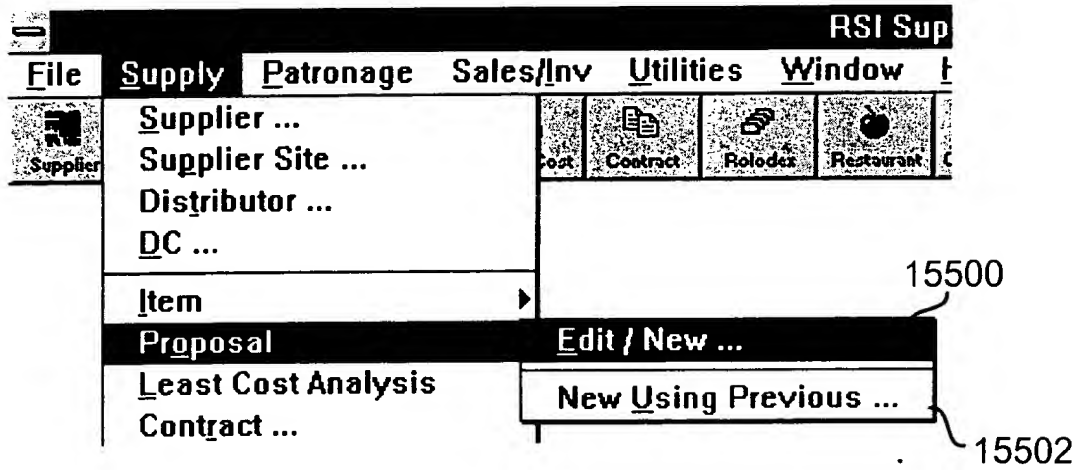 RSI Sup
File Supply Patronage Sales/Inv Utilities Window
Supplier Cost Contract Rolodex Restaurant
Supplier ...
Supplier Site ...
Distributor ...
DC ...
Item
Proposal
Least Cost Analysis
Contract ...
Edit / New ...
New Using Previous ...
15500
15502